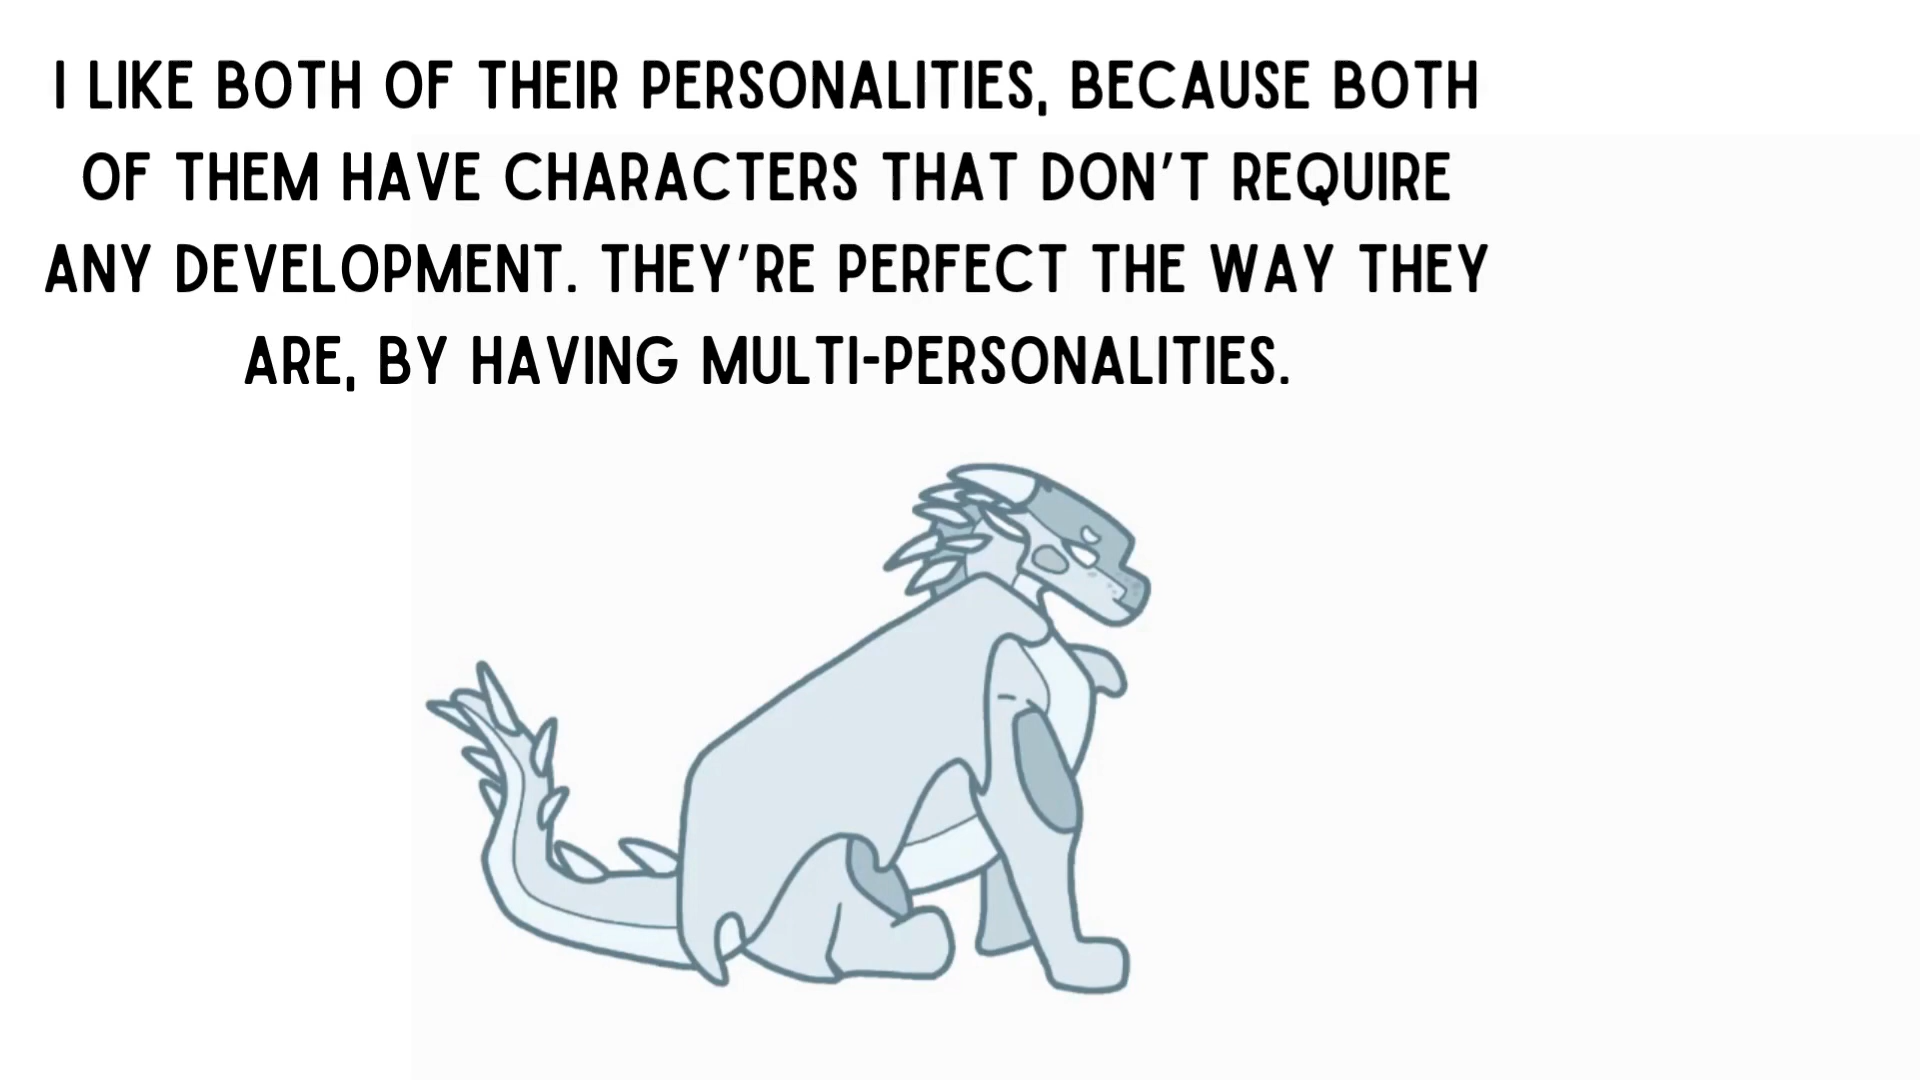 I LIKE BOTH OF THEIR PERSONALITIES, BECAUSE BOTH
OF THEM HAVE CHARACTERS THAT DON'T REQUIRE
ANY DEVELOPMENT. THEY'RE PERFECT THE WAY THEY
ARE, BY HAVING MULTI-PERSONALITIES.